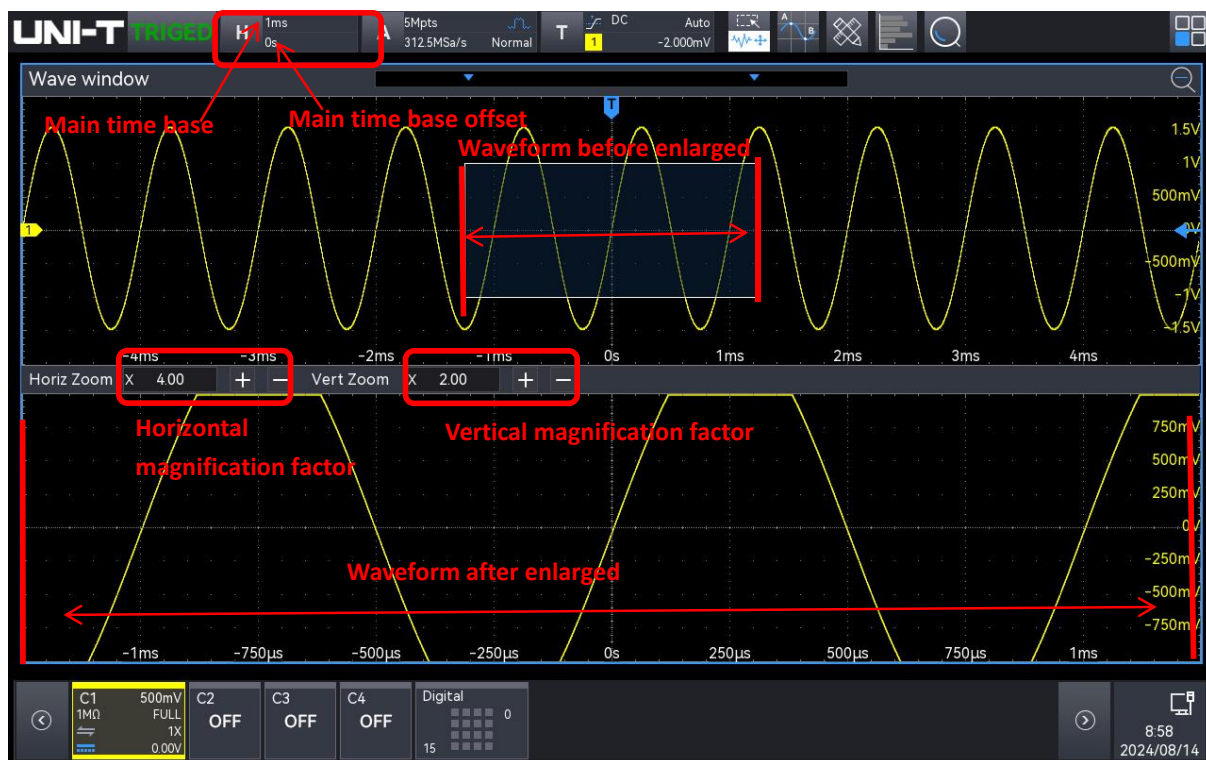 UNI-T TRIGED H 1ms A 5Mpts T DC Auto
0s 312.5MSa/s Normal 1 -2.000mV
A
B
Wave window
T
Main time base
Main time base offset
Waveform before enlarged
1.5V
1V
500mV
1
0V
-500mV
-1V
-1.5V
-4ms -3ms -2ms -1ms 0s 1ms 2ms 3ms 4ms
Horiz Zoom X 4.00 + − Vert Zoom X 2.00 + −
Horizontal
magnification factor
Vertical magnification factor
750mV
500mV
250mV
0V
-250mV
Waveform after enlarged
-500mV
-750mV
-1ms -750µs -500µs -250µs 0s 250µs 500µs 750µs 1ms
C1 500mV
1MΩ FULL
1X
0.00V
C2
OFF
C3
OFF
C4
OFF
Digital
0
15
8:58
2024/08/14